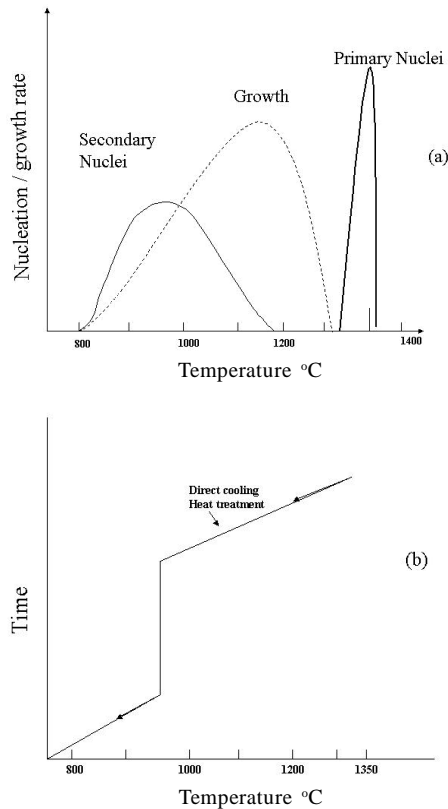 Primary Nuclei
Growth
Secondary
Nuclei
(a)
Nucleation / growth rate
800
1000
1200
1400
Temperature °C
Direct cooling
Heat treatment
(b)
Time
800
1000
1200
1350
Temperature °C